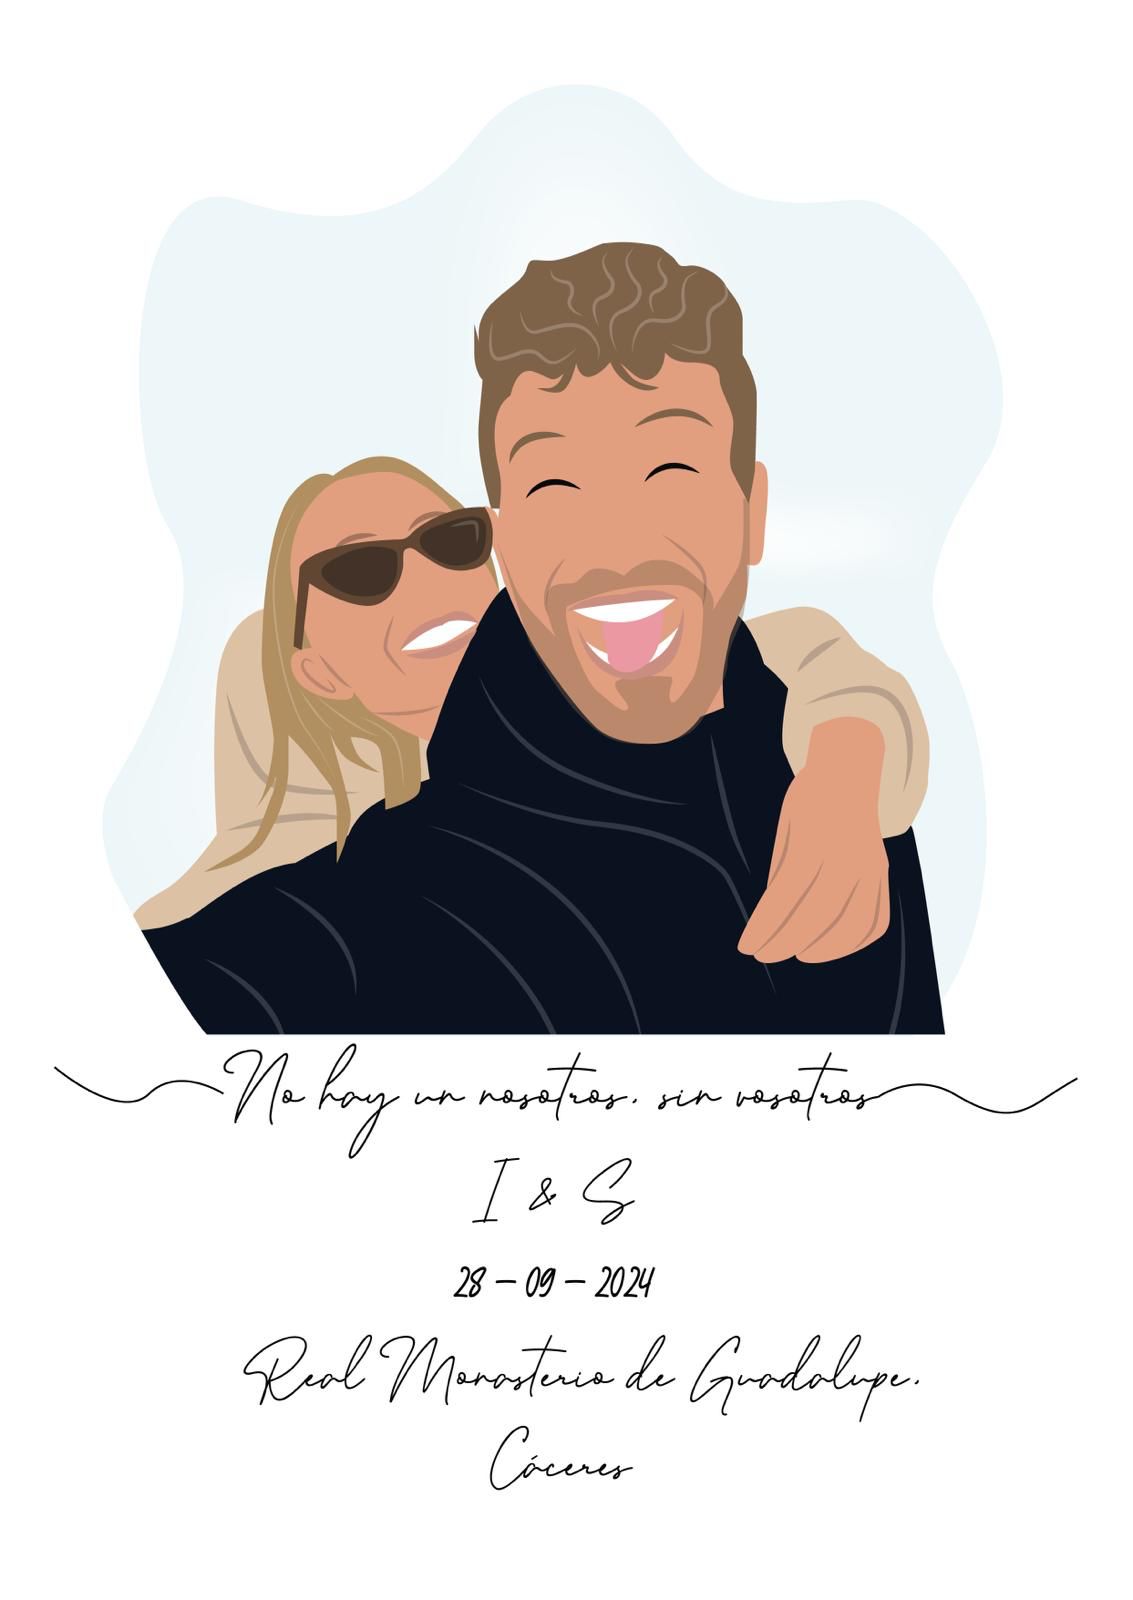 No hay un nosotros, sin vosotros
I & S
28 - 09 - 2024
Real Monasterio de Guadalupe,
Cáceres